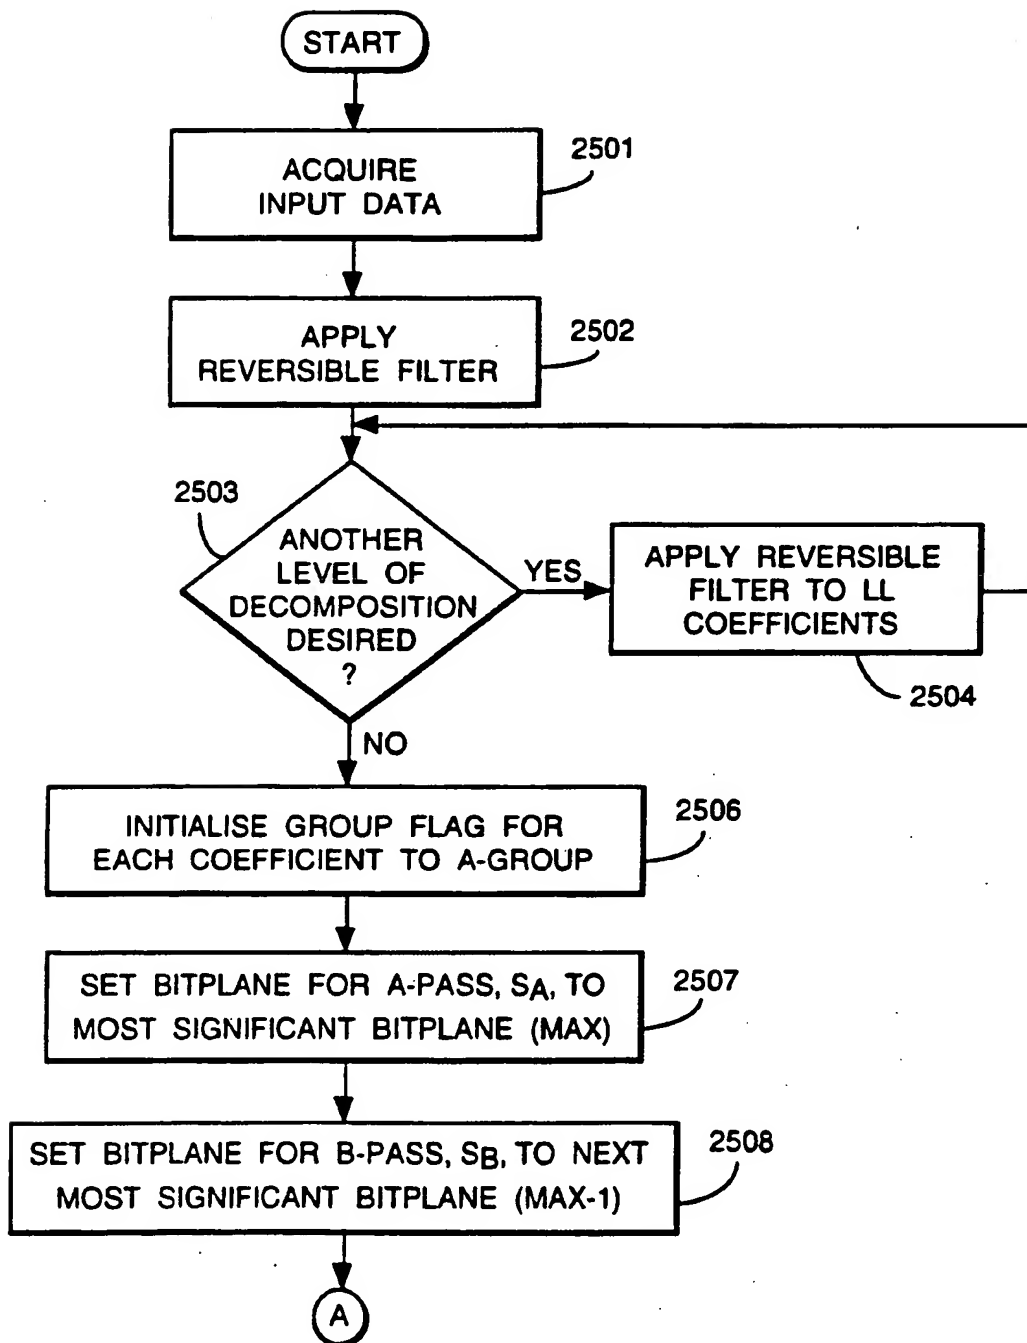 START
ACQUIRE
INPUT DATA
2501
APPLY
REVERSIBLE FILTER
2502
2503
ANOTHER
LEVEL OF
DECOMPOSITION
DESIRED
?
YES
APPLY REVERSIBLE
FILTER TO LL
COEFFICIENTS
2504
NO
INITIALISE GROUP FLAG FOR
EACH COEFFICIENT TO A-GROUP
2506
SET BITPLANE FOR A-PASS, SA, TO
MOST SIGNIFICANT BITPLANE (MAX)
2507
SET BITPLANE FOR B-PASS, SB, TO NEXT
MOST SIGNIFICANT BITPLANE (MAX-1)
2508
A